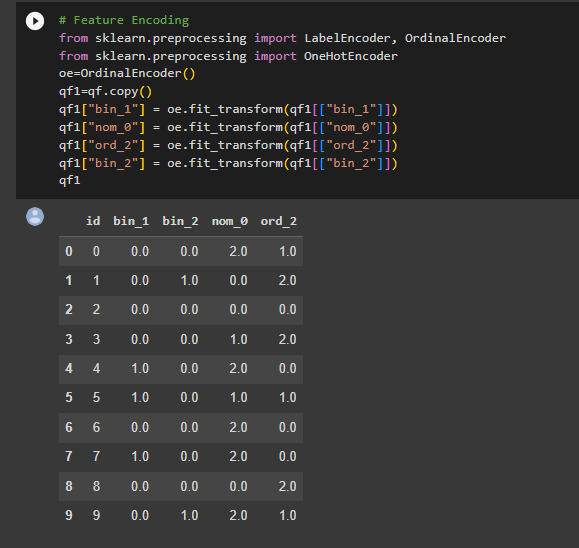 # Feature Encoding
from sklearn.preprocessing import LabelEncoder, OrdinalEncoder
from sklearn.preprocessing import OneHotEncoder
oe=OrdinalEncoder()
qf1=qf.copy()
qf1["bin_1"] = oe.fit_transform(qf1[["bin_1"]])
qf1["nom_0"] = oe.fit_transform(qf1[["nom_0"]])
qf1["ord_2"] = oe.fit_transform(qf1[["ord_2"]])
qf1["bin_2"] = oe.fit_transform(qf1[["bin_2"]])
qf1
id bin_1 bin_2 nom_0 ord_2
0 0 0.0 0.0 2.0 1.0
1 1 0.0 1.0 0.0 2.0
2 2 0.0 0.0 0.0 0.0
3 3 0.0 0.0 1.0 2.0
4 4 1.0 0.0 2.0 0.0
5 5 1.0 0.0 1.0 1.0
6 6 0.0 0.0 2.0 0.0
7 7 1.0 0.0 2.0 0.0
8 8 0.0 0.0 0.0 2.0
9 9 0.0 1.0 2.0 1.0